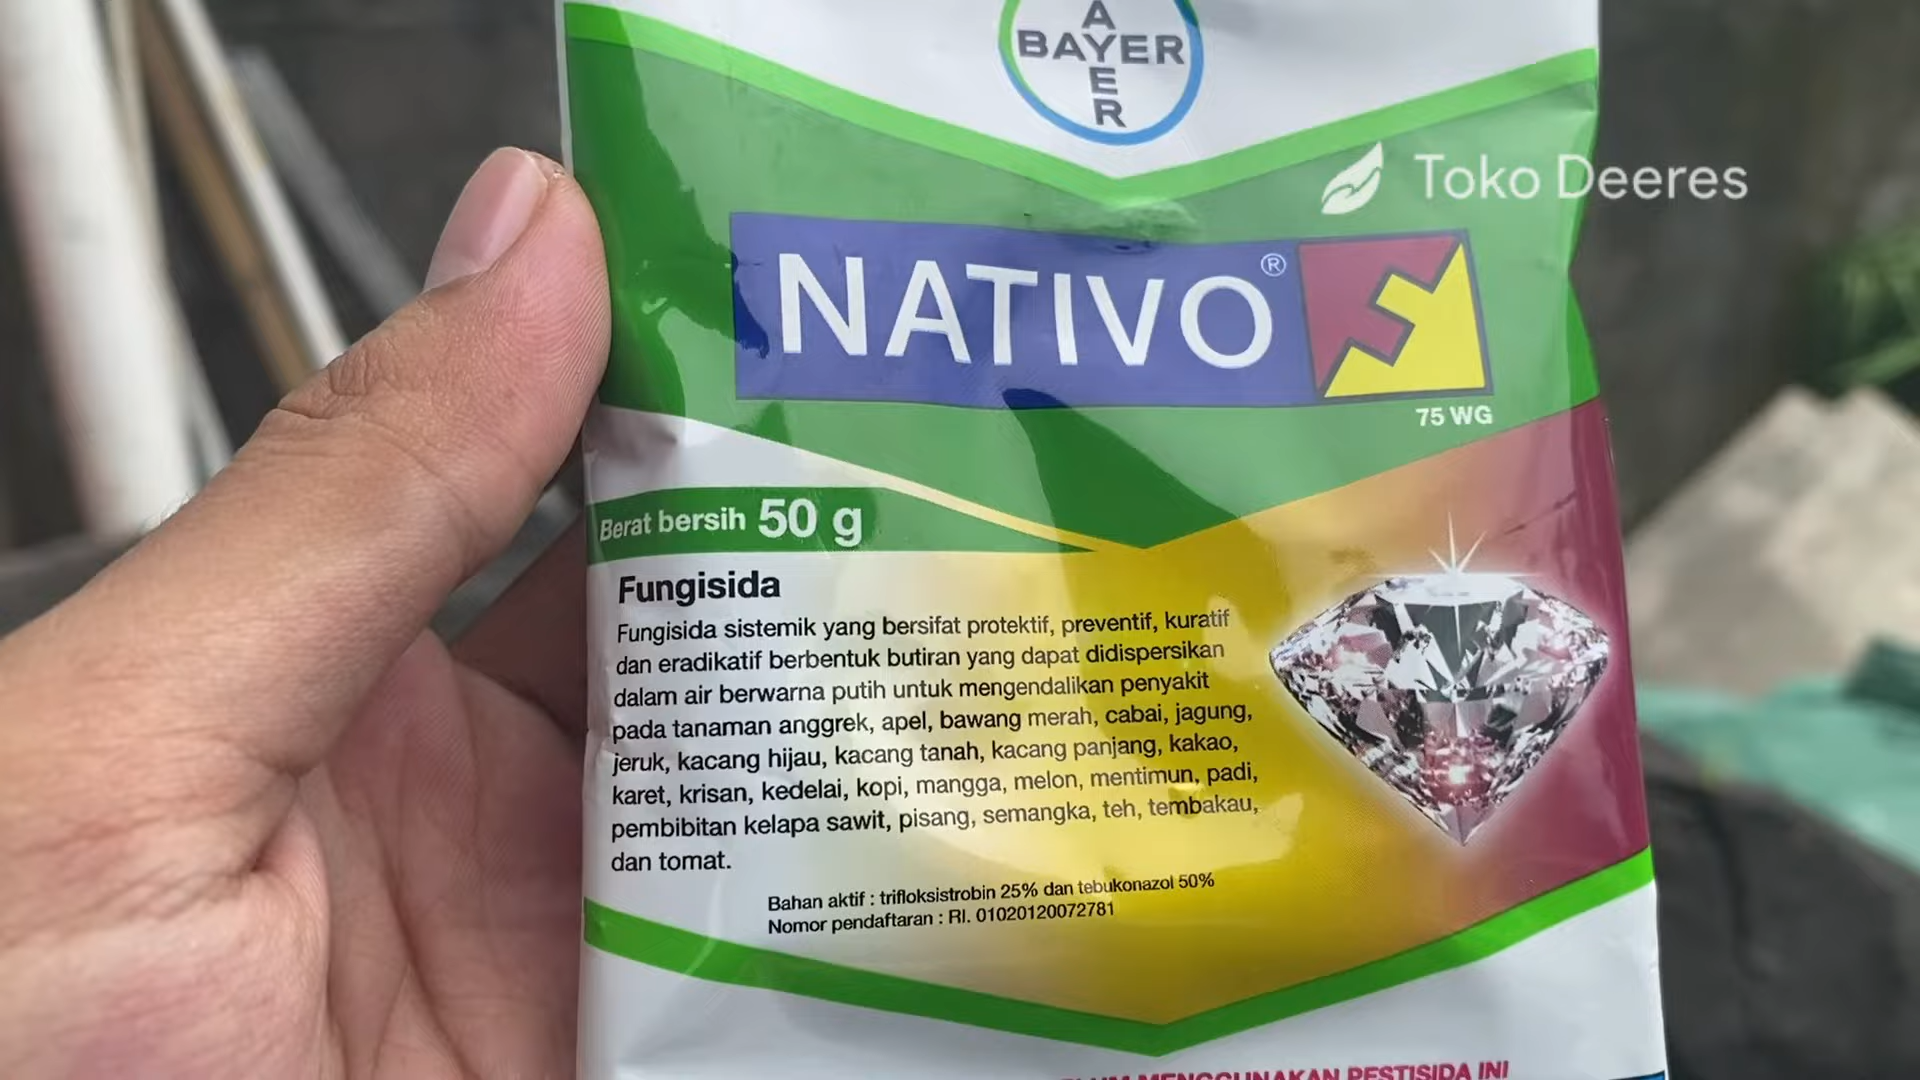 BAYER
BAYER
Toko Deeres
NATIVO®
75 WG
Berat bersih 50 g
Fungisida
Fungisida sistemik yang bersifat protektif, preventif, kuratif
dan eradikatif berbentuk butiran yang dapat didispersikan
dalam air berwarna putih untuk mengendalikan penyakit
pada tanaman anggrek, apel, bawang merah, cabai, jagung,
jeruk, kacang hijau, kacang tanah, kacang panjang, kakao,
karet, krisan, kedelai, kopi, mangga, melon, mentimun, padi,
pembibitan kelapa sawit, pisang, semangka, teh, tembakau,
dan tomat.
Bahan aktif : trifloksistrobin 25% dan tebukonazol 50%
Nomor pendaftaran : RI. 01020120072781
MENGGUNAKAN PESTISIDA INI